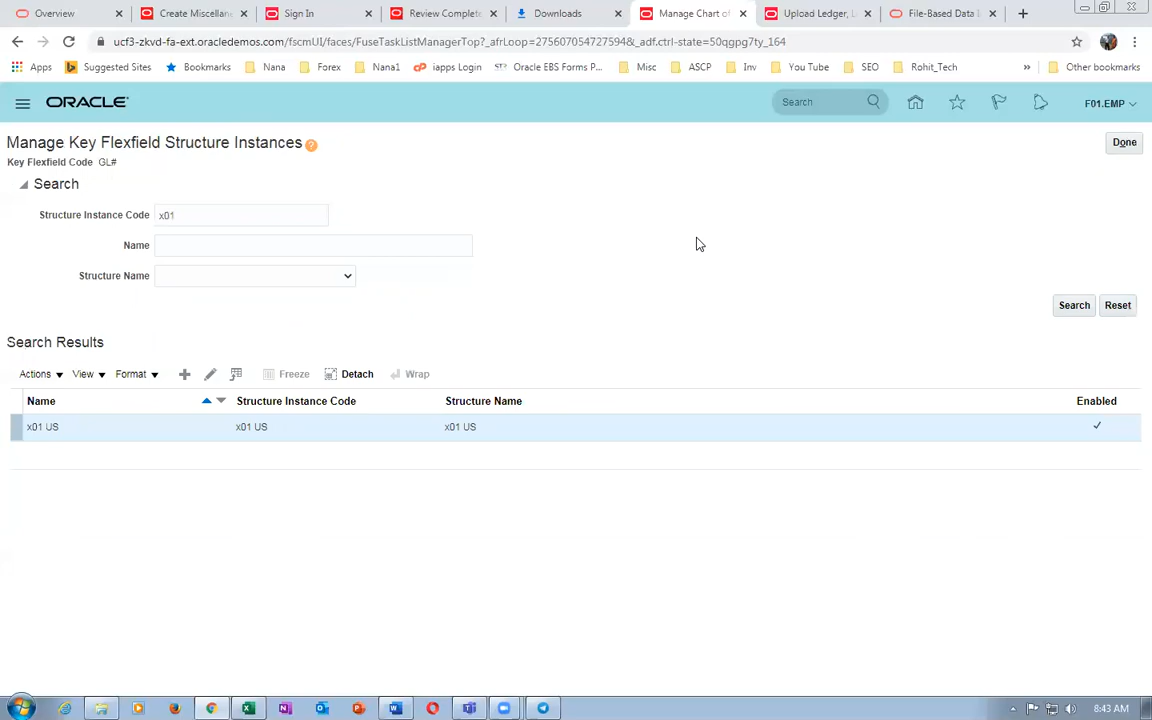 Overview
Create Miscellane
Sign In
Review Complete
Downloads
Manage Chart of
Upload Ledger, L
File-Based Data I
ucf3-zkvd-fa-ext.oracledemos.com/fscmUI/faces/FuseTaskListManagerTop?_afrLoop=27560705472759​4&_adf.ctrl-state=50qgpg7ty_164
Apps
Suggested Sites
Bookmarks
Nana
Forex
Nana1
iapps Login
Oracle EBS Forms P...
Misc
ASCP
Inv
You Tube
SEO
Rohit_Tech
»
Other bookmarks
ORACLE
Search
F01.EMP
Manage Key Flexfield Structure Instances
Done
Key Flexfield Code GL#
Search
Structure Instance Code x01
Name
Structure Name
Search Reset
Search Results
Actions View Format Freeze Detach Wrap
Name Structure Instance Code Structure Name Enabled
x01 US x01 US x01 US
8:43 AM